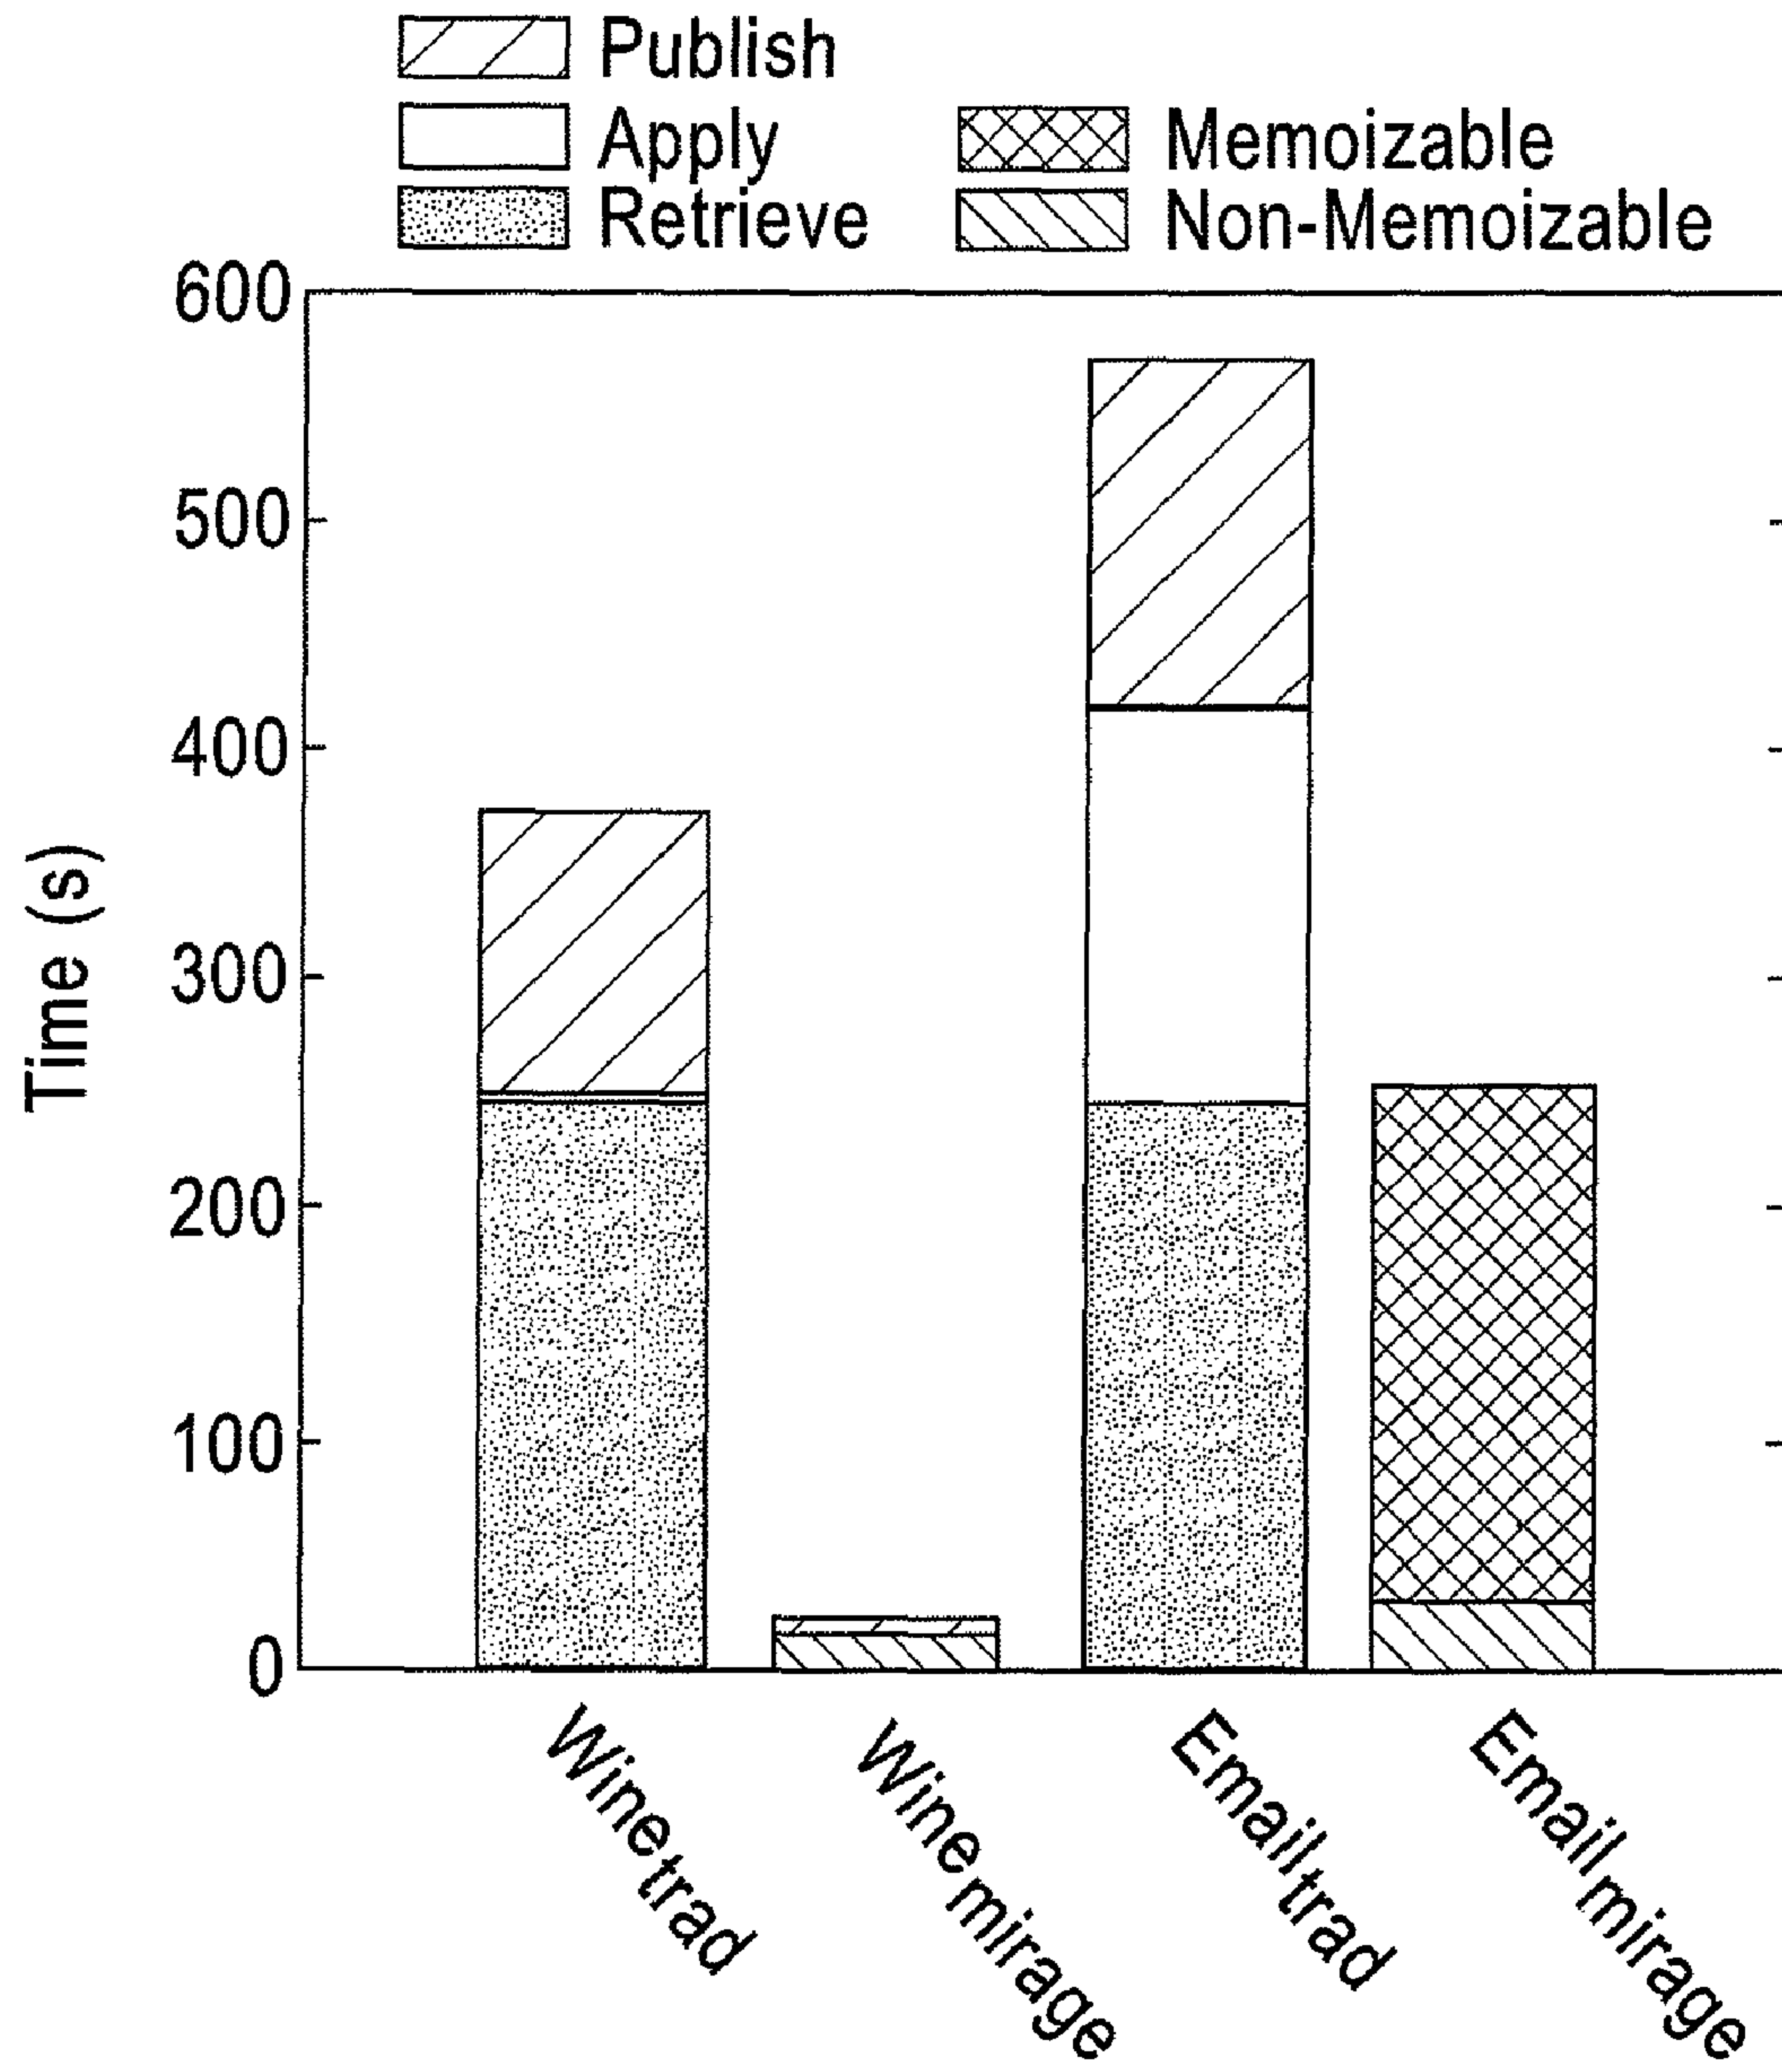 Publish
Apply
Retrieve
Memoizable
Non-Memoizable
600
500
400
300
200
100
0
Time (s)
Wine trad
Wine mirage
Email trad
Email mirage